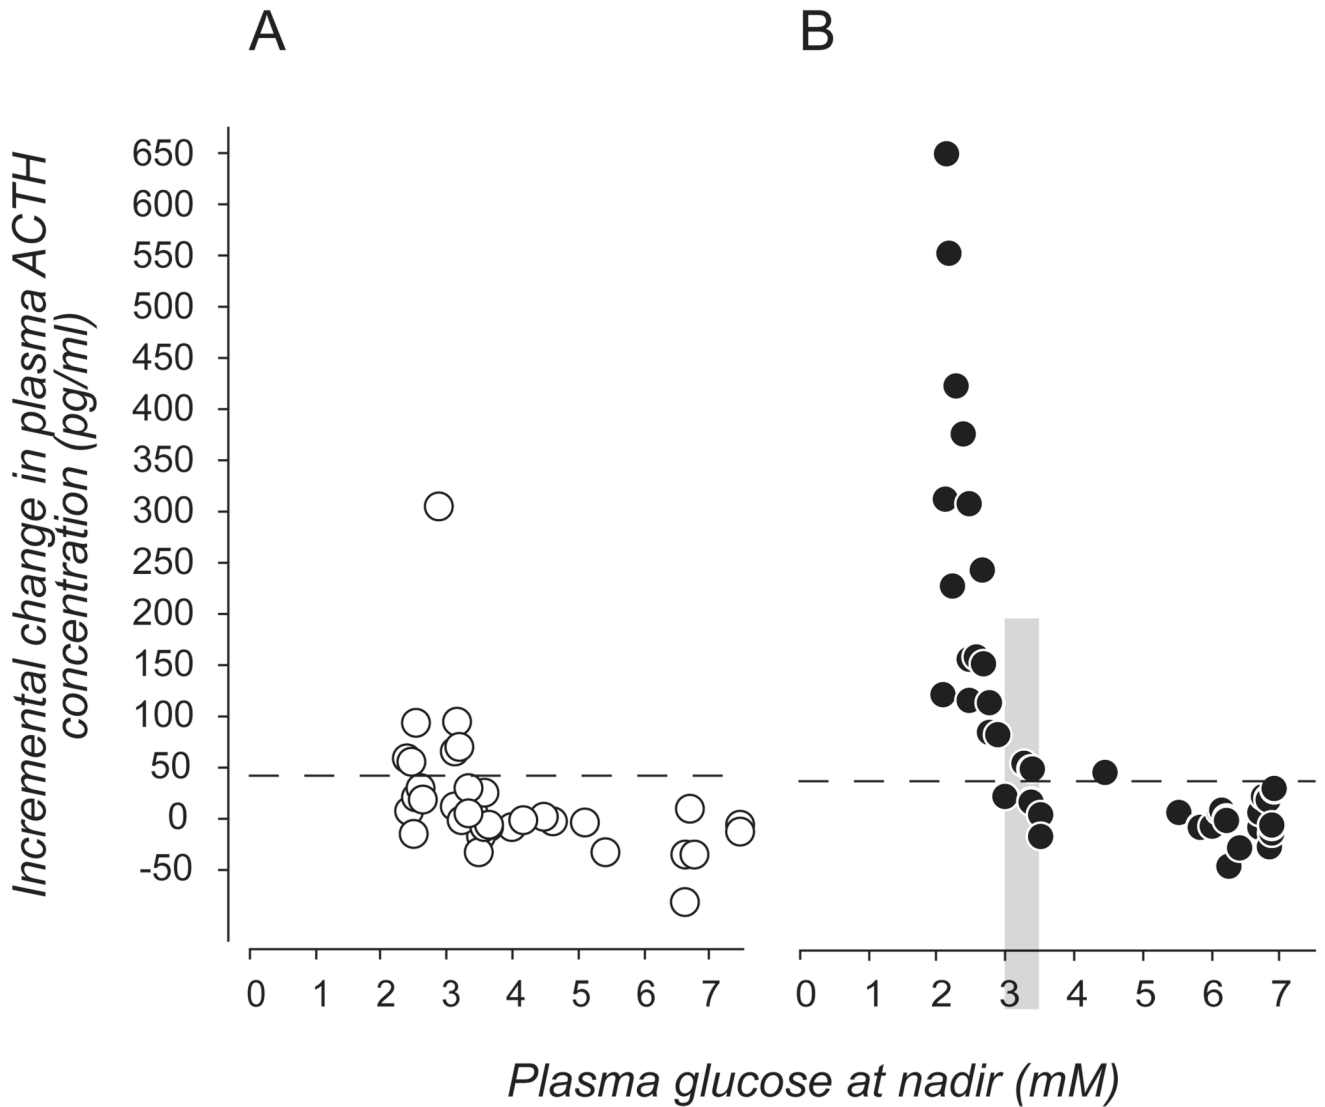 A
B
Incremental change in plasma ACTH
concentration (pg/ml)
650
600
550
500
450
400
350
300
250
200
150
100
50
0
-50
0 1 2 3 4 5 6 7
0 1 2 3 4 5 6 7
Plasma glucose at nadir (mM)